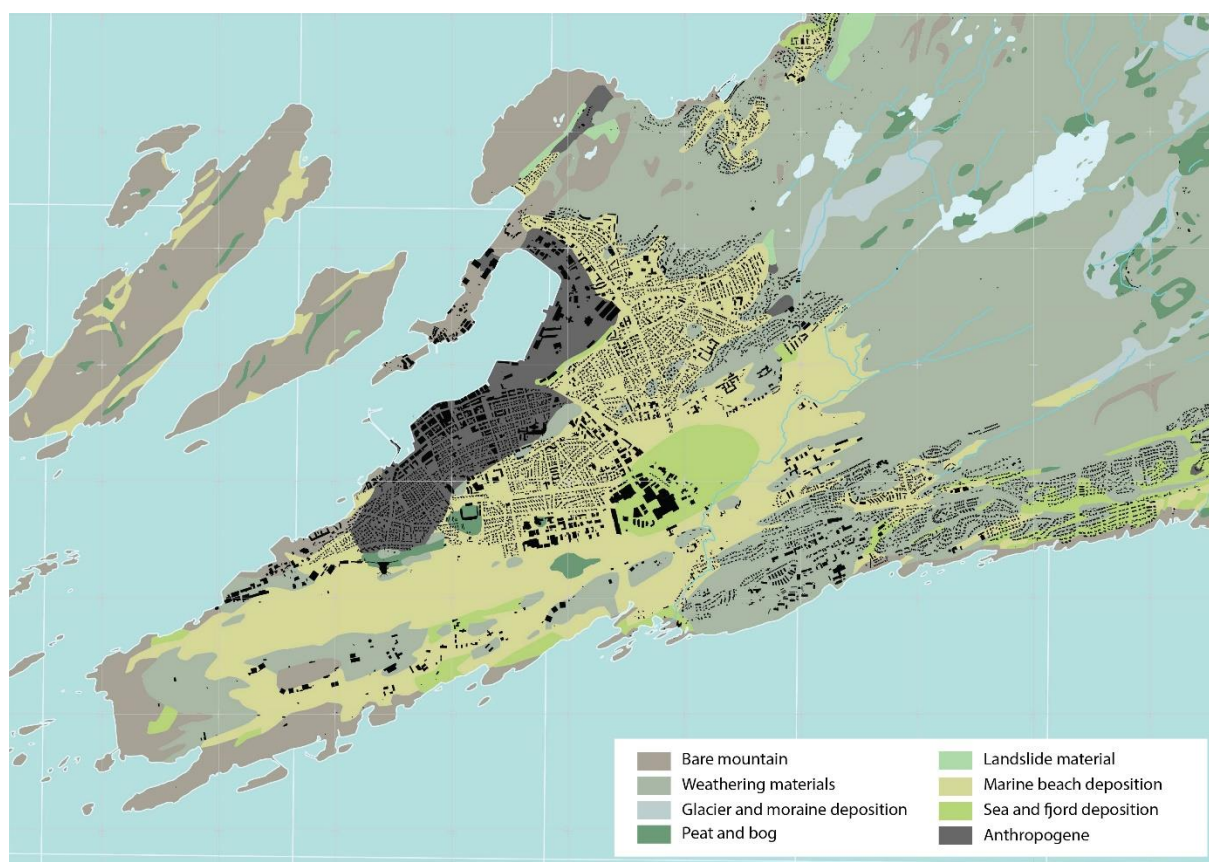 Bare mountain
Weathering materials
Glacier and moraine deposition
Peat and bog
Landslide material
Marine beach deposition
Sea and fjord deposition
Anthropogene